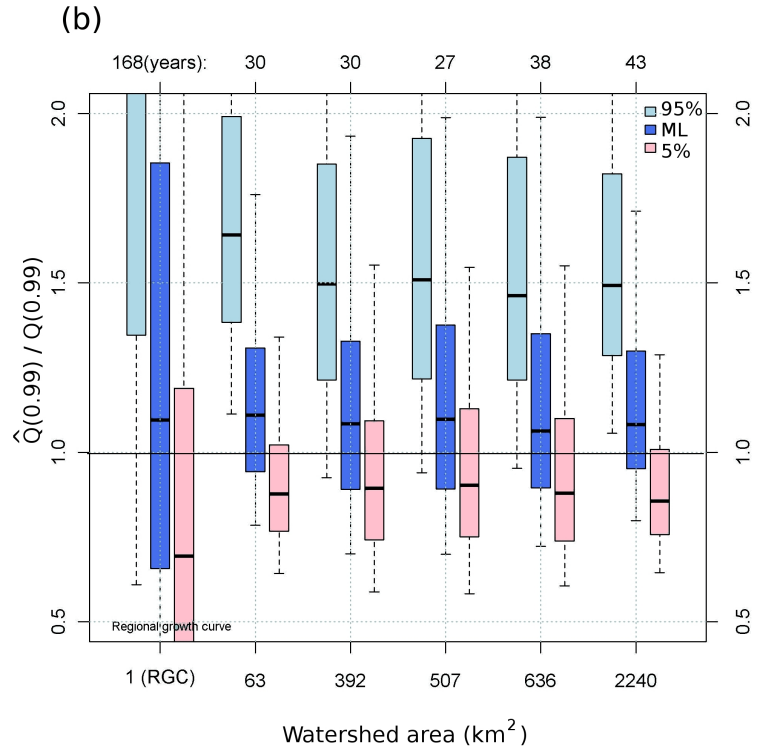 (b)
168(years): 30 30 27 38 43
2.0 2.0
95%
ML
5%
1.5 1.5
1.0 1.0
0.5 0.5
Q̂(0.99) / Q(0.99)
Regional growth curve
1 (RGC) 63 392 507 636 2240
Watershed area (km²)